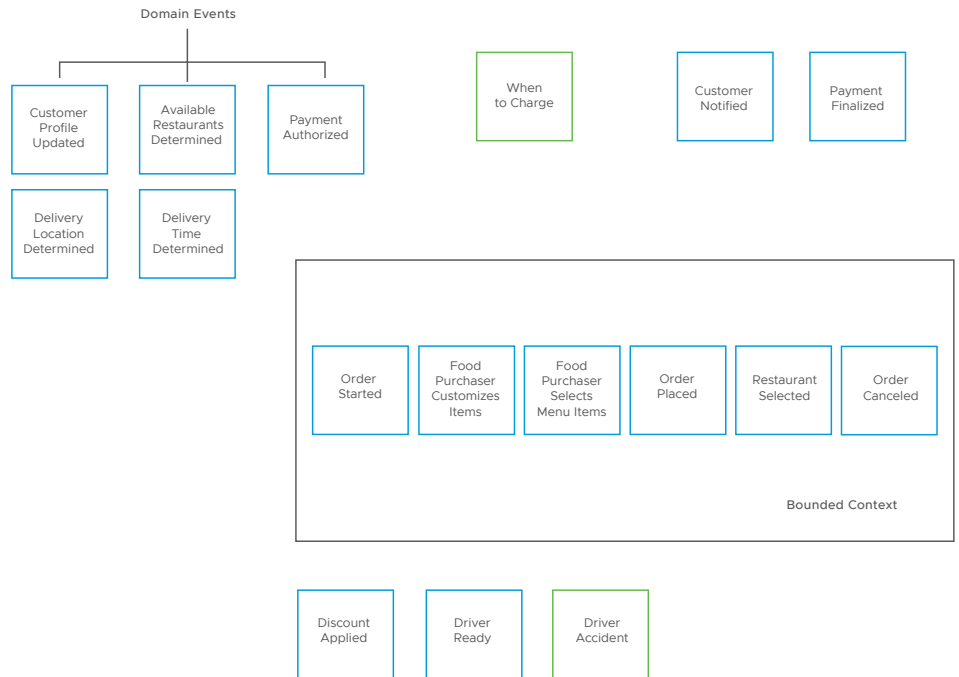 Domain Events
Customer
Profile
Updated
Available
Restaurants
Determined
Payment
Authorized
When
to Charge
Customer
Notified
Payment
Finalized
Delivery
Location
Determined
Delivery
Time
Determined
Order
Started
Food
Purchaser
Customizes
Items
Food
Purchaser
Selects
Menu Items
Order
Placed
Restaurant
Selected
Order
Canceled
Bounded Context
Discount
Applied
Driver
Ready
Driver
Accident